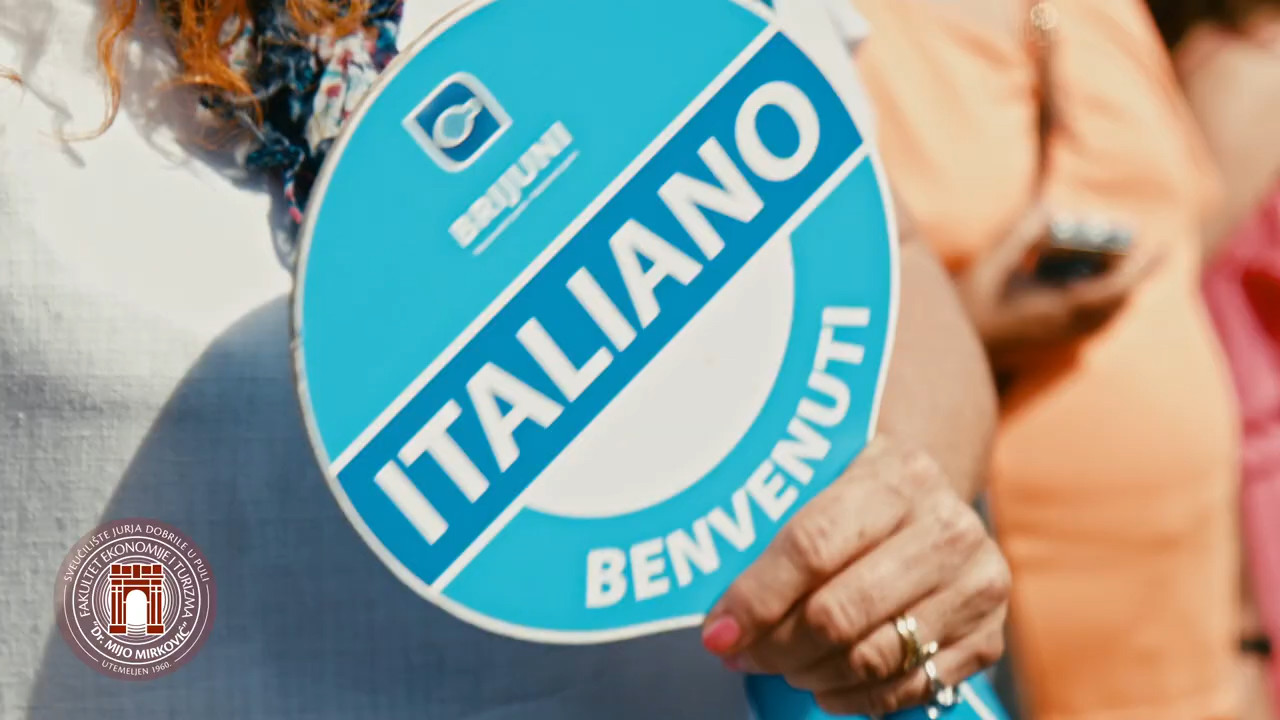 BRIJUNI
ITALIANO
BENVENUTI
SVEUČILIŠTE JURJA DOBRILE U PULI
FAKULTET EKONOMIJE I TURIZMA
"Dr. MIJO MIRKOVIĆ"
UTEMELJEN 1960.